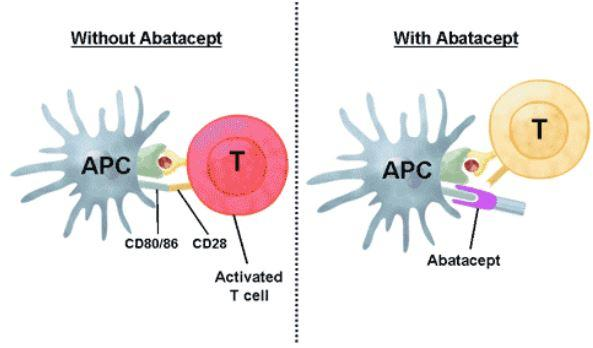 Without Abatacept
APC
T
CD80/86
CD28
Activated
T cell
With Abatacept
APC
T
Abatacept